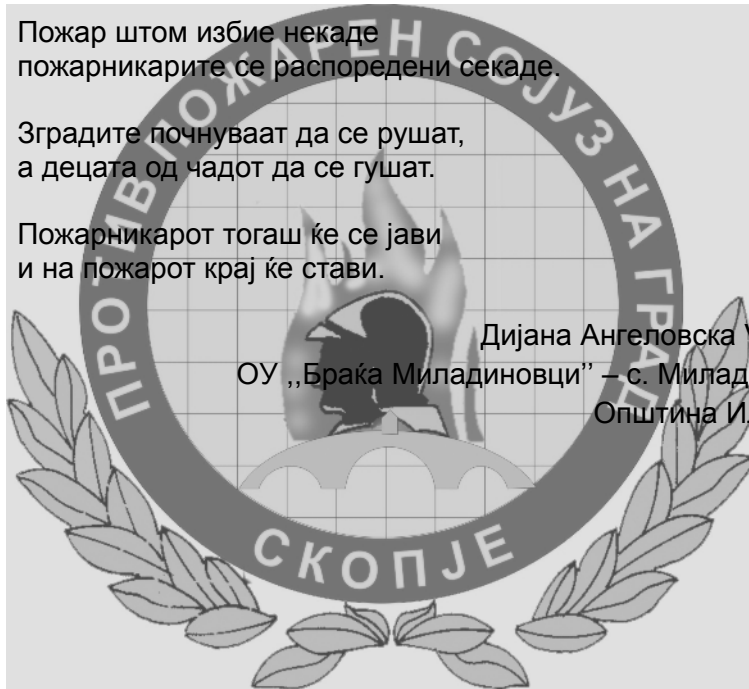 Пожар штом избие некаде
пожарникарите се распоредени секаде.
Зградите почнуваат да се рушат,
а децата од чадот да се гушат.
Пожарникарот тогаш ќе се јави
и на пожарот крај ќе стави.
Дијана Ангеловска
ОУ ,,Браќа Миладиновци’’ – с.
Општина
ПРОТИВ ПОЖАРЕН СОЈУЗ НА ГРАД
СКОПЈЕ